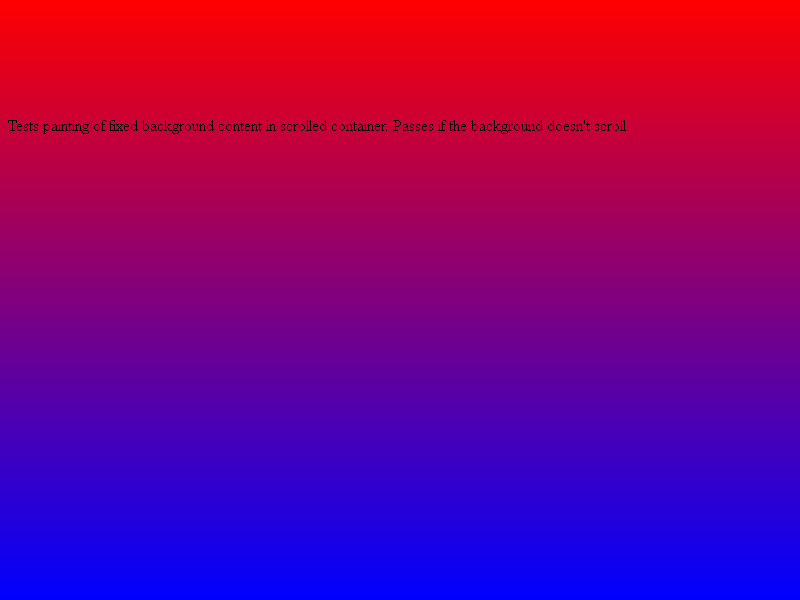 Tests painting of fixed background content in scrolled container. Passes if the background doesn't scroll.